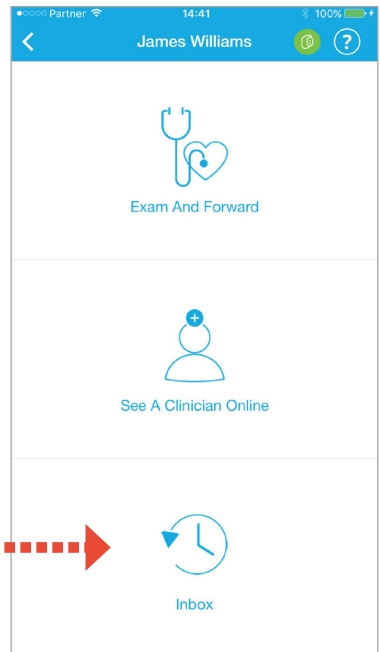 Partner 14:41 100%
James Williams ?
Exam And Forward
See A Clinician Online
Inbox